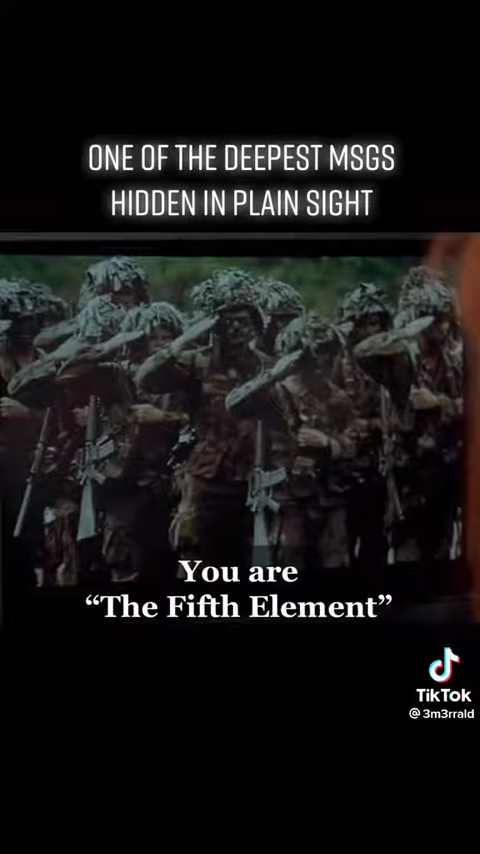 ONE OF THE DEEPEST MSGS
HIDDEN IN PLAIN SIGHT
You are
“The Fifth Element”
TikTok
@ 3m3rrald